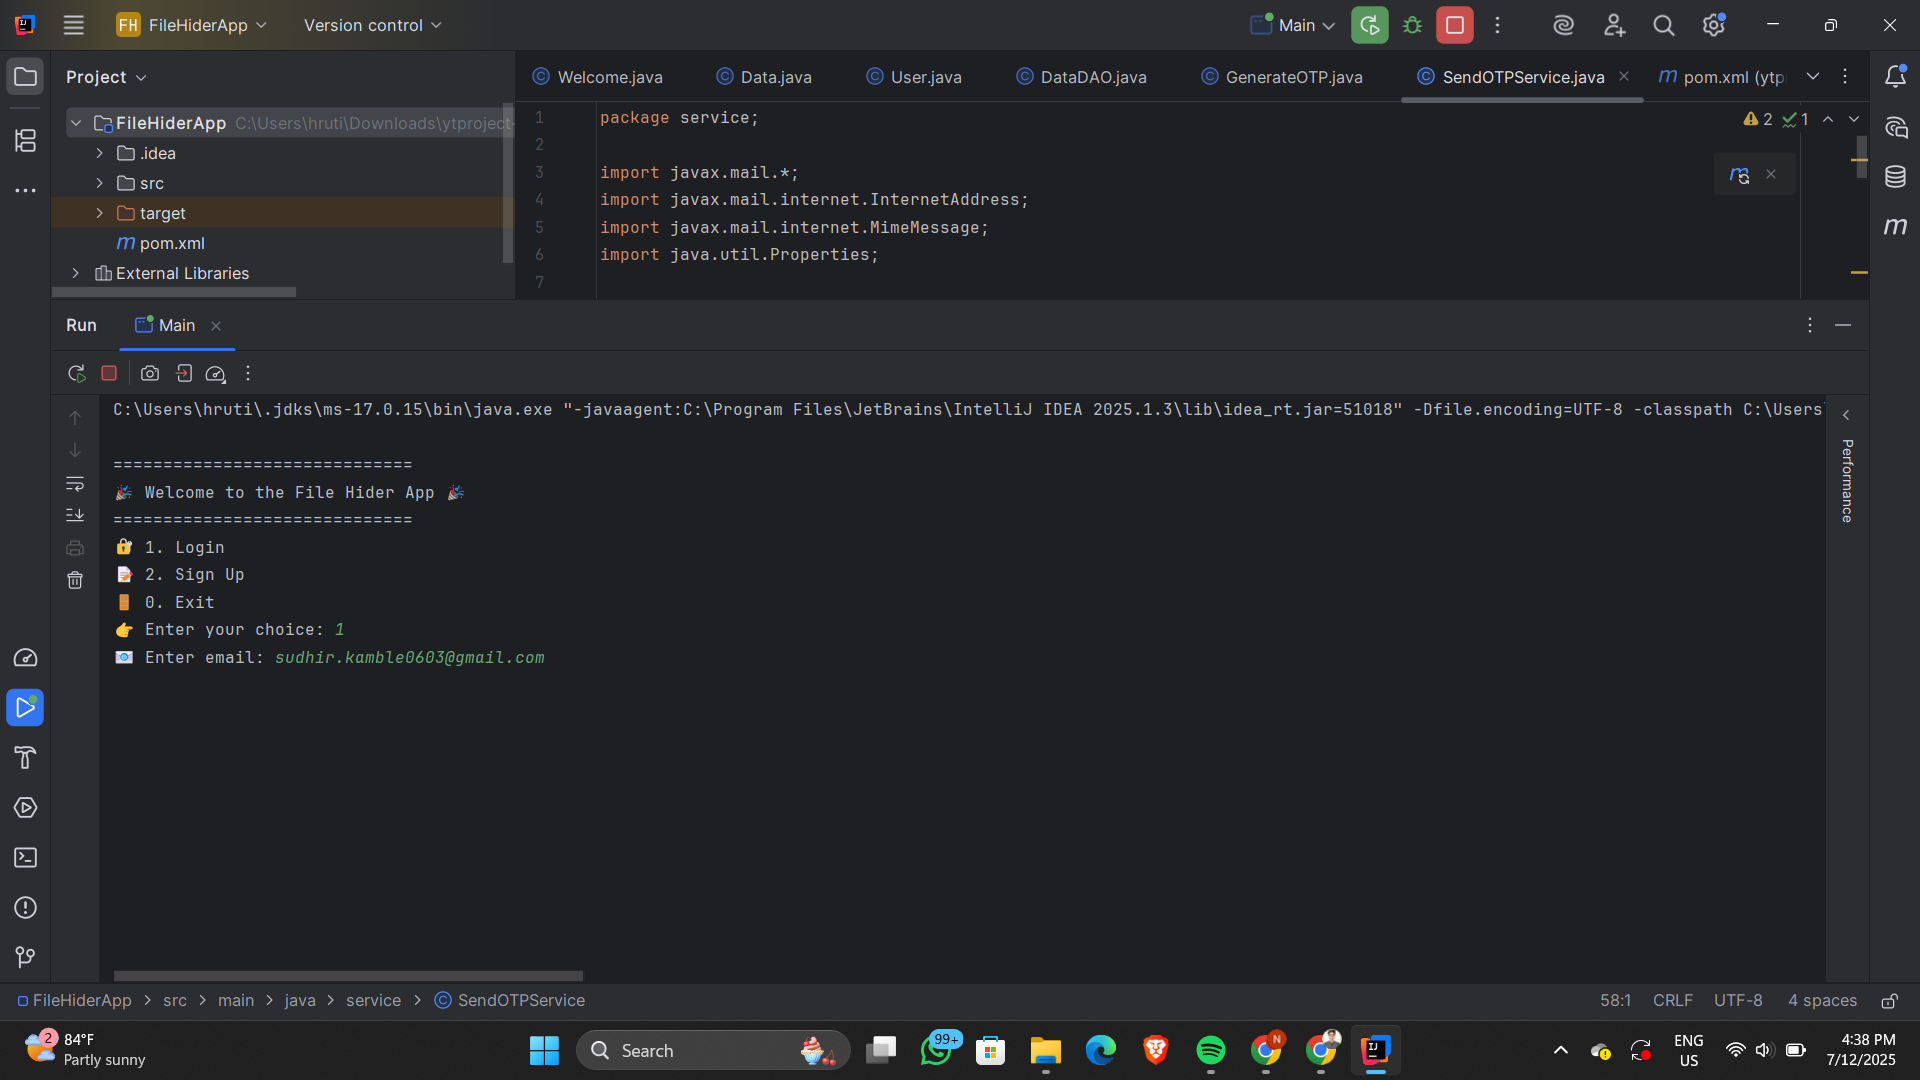 FH FileHiderApp Version control Main
Project
FileHiderApp C:\Users\hruti\Downloads\ytproject-
.idea
src
target
pom.xml
External Libraries
Welcome.java Data.java User.java DataDAO.java GenerateOTP.java SendOTPService.java pom.xml (ytp
2 1
1 package service;
2
3 import javax.mail.*;
4 import javax.mail.internet.InternetAddress;
5 import javax.mail.internet.MimeMessage;
6 import java.util.Properties;
7
Run Main
C:\Users\hruti\.jdks\ms-17.0.15\bin\java.exe "-javaagent:C:\Program Files\JetBrains\IntelliJ IDEA 2025.1.3\lib\idea_rt.jar=51018" -Dfile.encoding=UTF-8 -classpath C:\Users
==============================
🎉 Welcome to the File Hider App 🎉
==============================
🔐 1. Login
📝 2. Sign Up
🚪 0. Exit
👉 Enter your choice: 1
📧 Enter email: sudhir.kamble0603@gmail.com
Performance
FileHiderApp > src > main > java > service > SendOTPService
58:1 CRLF UTF-8 4 spaces
2 84°F
Partly sunny
Search
99+
N
ENG
US
4:38 PM
7/12/2025